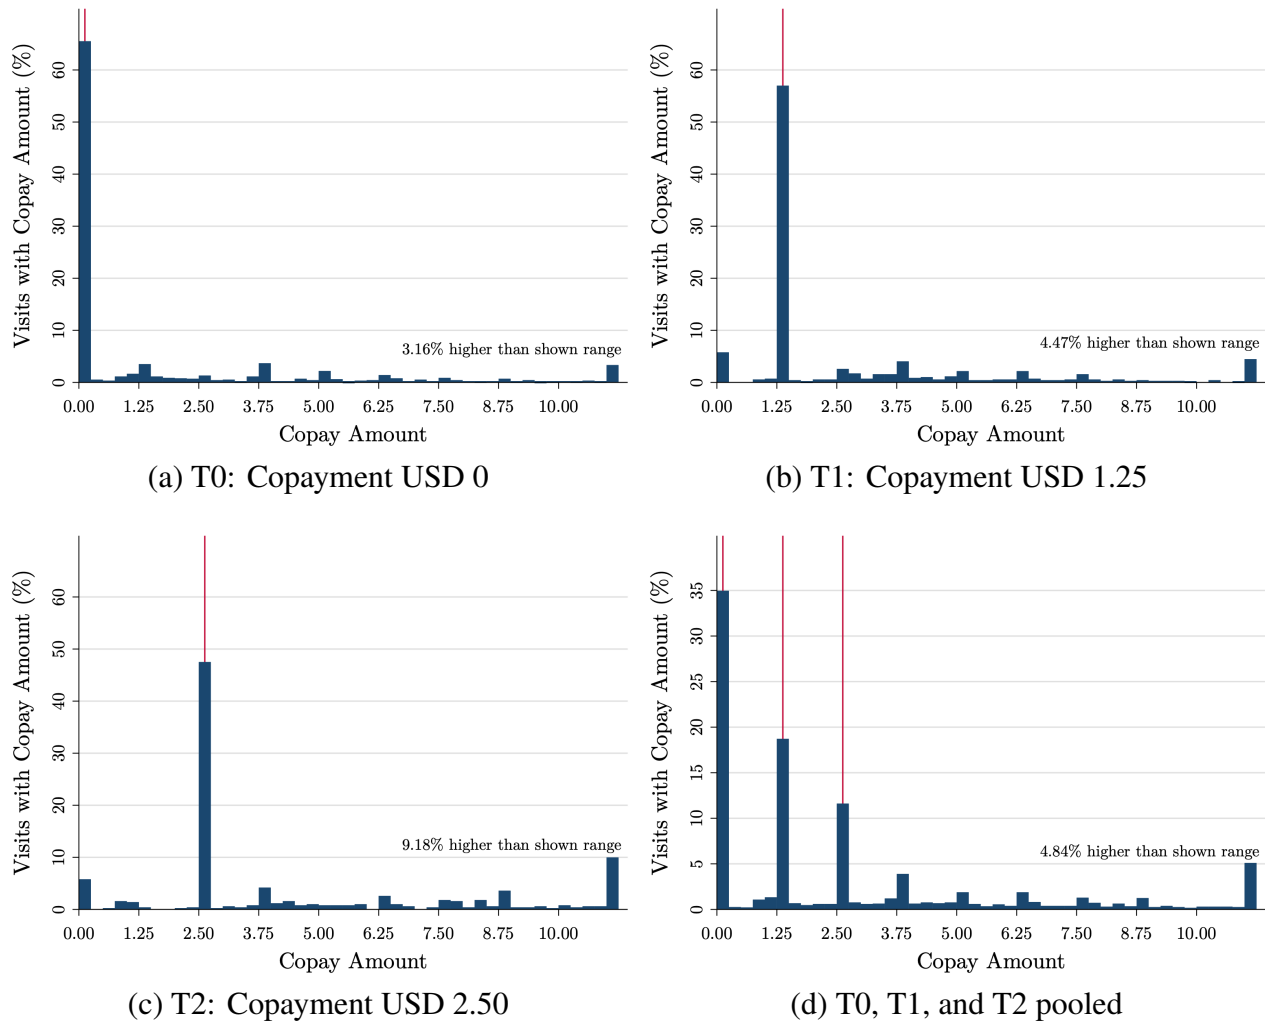 Visits with Copay Amount (%)
60
50
40
30
20
10
0
3.16% higher than shown range
0.00 1.25 2.50 3.75 5.00 6.25 7.50 8.75 10.00
Copay Amount
(a) T0: Copayment USD 0
Visits with Copay Amount (%)
60
50
40
30
20
10
0
4.47% higher than shown range
0.00 1.25 2.50 3.75 5.00 6.25 7.50 8.75 10.00
Copay Amount
(b) T1: Copayment USD 1.25
Visits with Copay Amount (%)
60
50
40
30
20
10
0
9.18% higher than shown range
0.00 1.25 2.50 3.75 5.00 6.25 7.50 8.75 10.00
Copay Amount
(c) T2: Copayment USD 2.50
Visits with Copay Amount (%)
35
30
25
20
15
10
5
0
4.84% higher than shown range
0.00 1.25 2.50 3.75 5.00 6.25 7.50 8.75 10.00
Copay Amount
(d) T0, T1, and T2 pooled